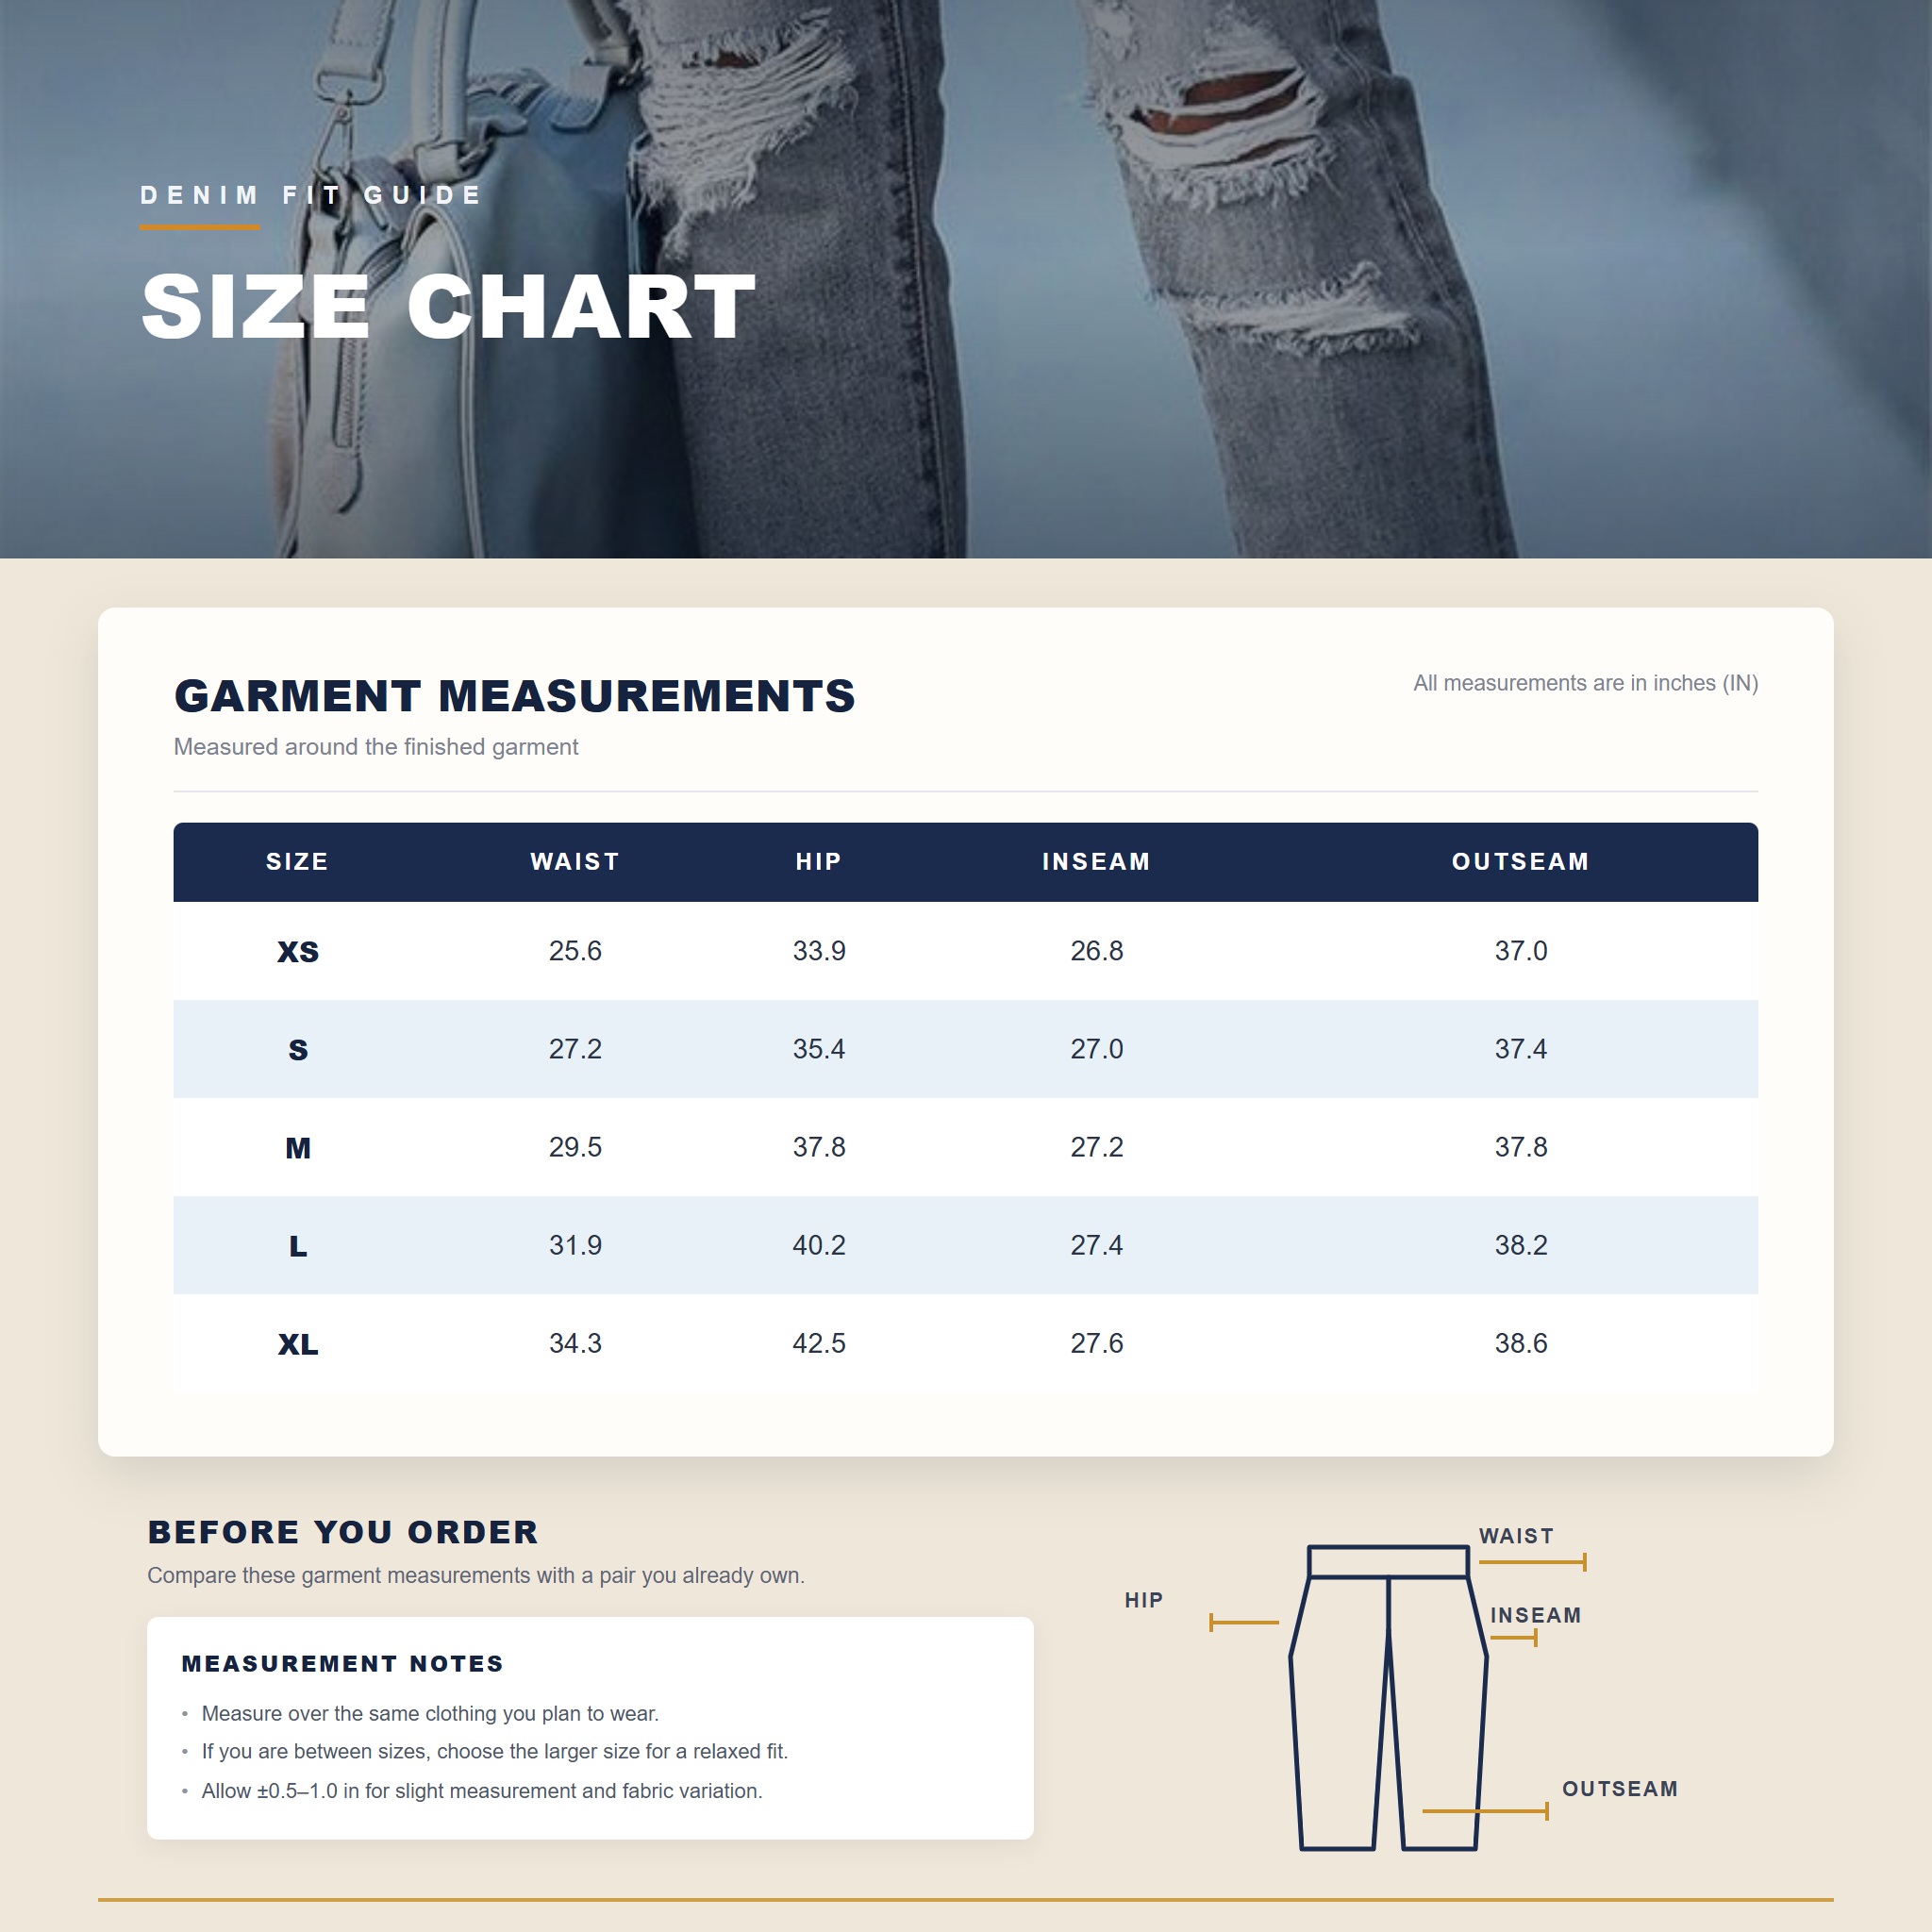 DENIM FIT GUIDE
SIZE CHART
GARMENT MEASUREMENTS
All measurements are in inches (IN)
Measured around the finished garment
SIZE WAIST HIP INSEAM OUTSEAM
XS 25.6 33.9 26.8 37.0
S 27.2 35.4 27.0 37.4
M 29.5 37.8 27.2 37.8
L 31.9 40.2 27.4 38.2
XL 34.3 42.5 27.6 38.6
BEFORE YOU ORDER
Compare these garment measurements with a pair you already own.
MEASUREMENT NOTES
• Measure over the same clothing you plan to wear.
• If you are between sizes, choose the larger size for a relaxed fit.
• Allow ±0.5–1.0 in for slight measurement and fabric variation.
WAIST
HIP
INSEAM
OUTSEAM